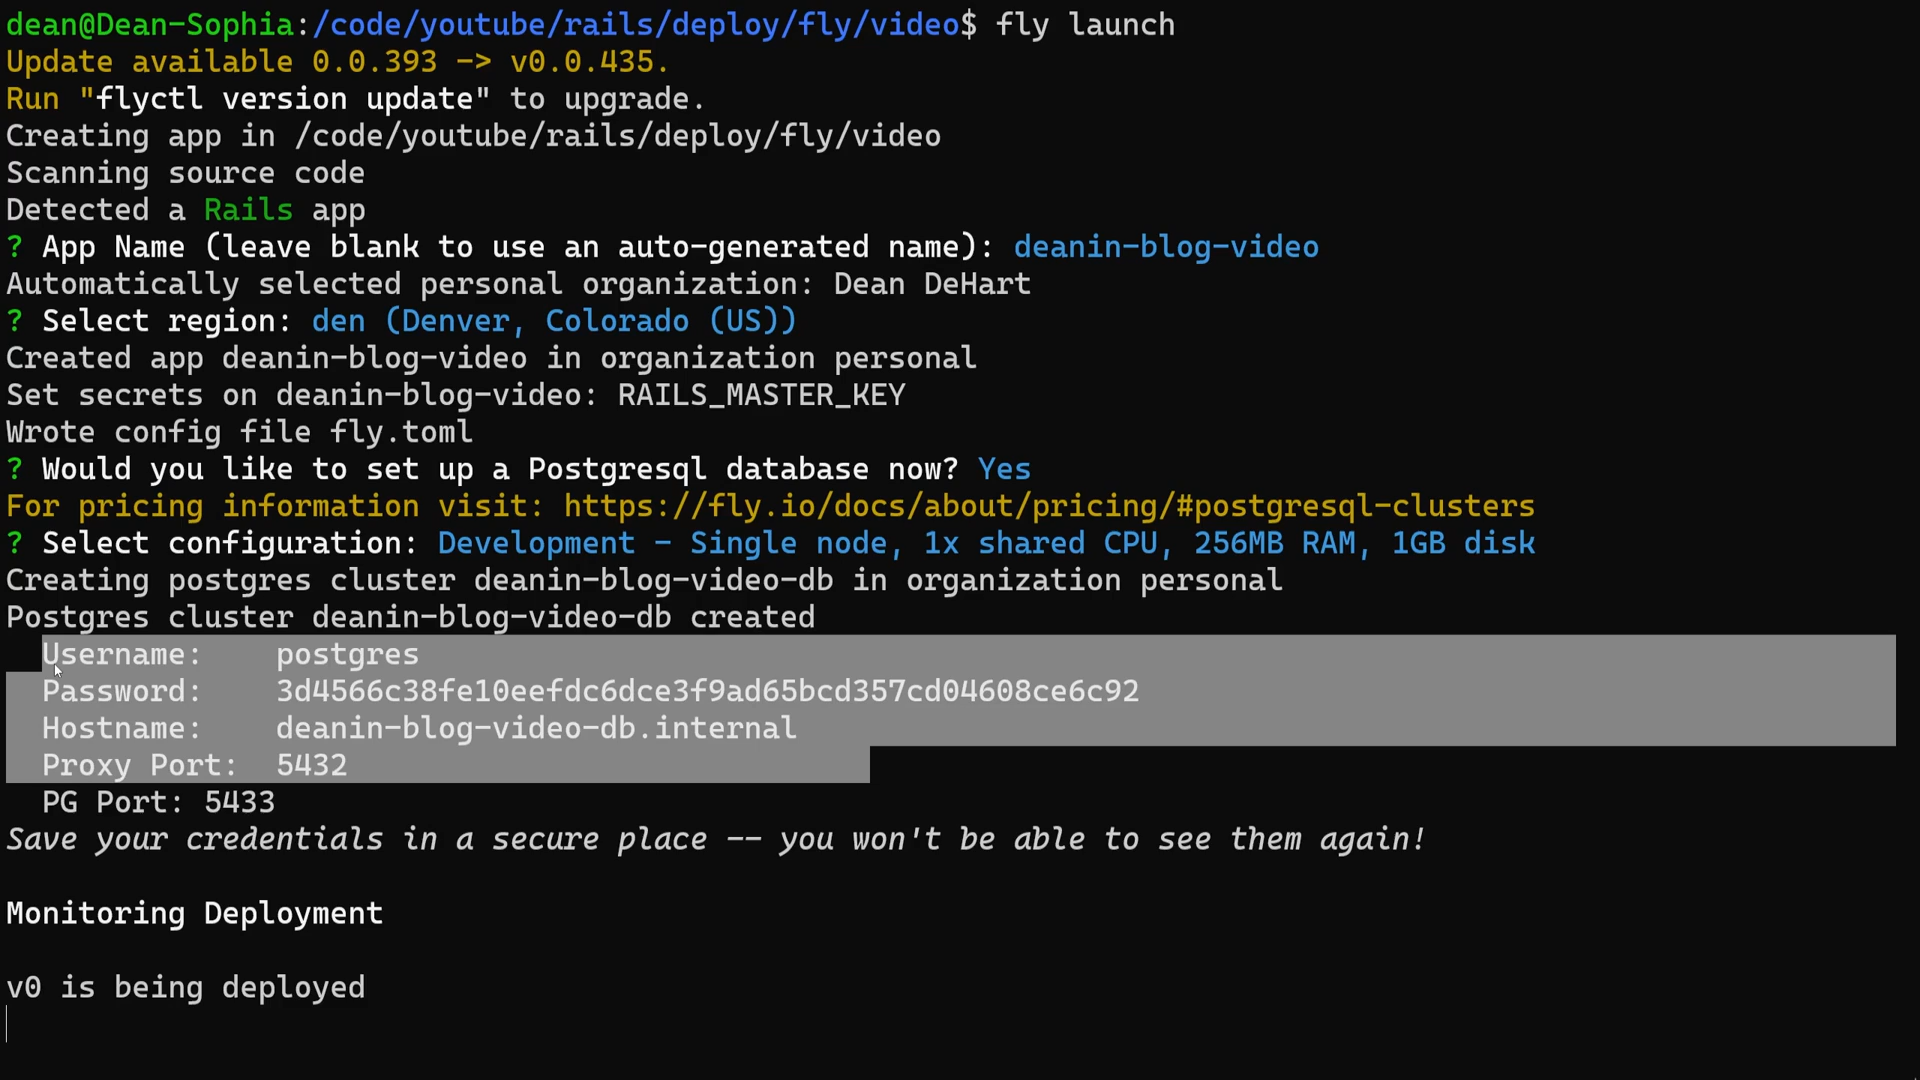 dean@Dean-Sophia:/code/youtube/rails/deploy/fly/video$ fly launch
Update available 0.0.393 -> v0.0.435.
Run "flyctl version update" to upgrade.
Creating app in /code/youtube/rails/deploy/fly/video
Scanning source code
Detected a Rails app
? App Name (leave blank to use an auto-generated name): deanin-blog-video
Automatically selected personal organization: Dean DeHart
? Select region: den (Denver, Colorado (US))
Created app deanin-blog-video in organization personal
Set secrets on deanin-blog-video: RAILS_MASTER_KEY
Wrote config file fly.toml
? Would you like to set up a Postgresql database now? Yes
For pricing information visit: https://fly.io/docs/about/pricing/#postgresql-clusters
? Select configuration: Development - Single node, 1x shared CPU, 256MB RAM, 1GB disk
Creating postgres cluster deanin-blog-video-db in organization personal
Postgres cluster deanin-blog-video-db created
  Username:    postgres
  Password:    3d4566c38fe10eefdc6dce3f9ad65bcd357cd04608ce6c92
  Hostname:    deanin-blog-video-db.internal
  Proxy Port:  5432
  PG Port: 5433
Save your credentials in a secure place -- you won't be able to see them again!
Monitoring Deployment
v0 is being deployed